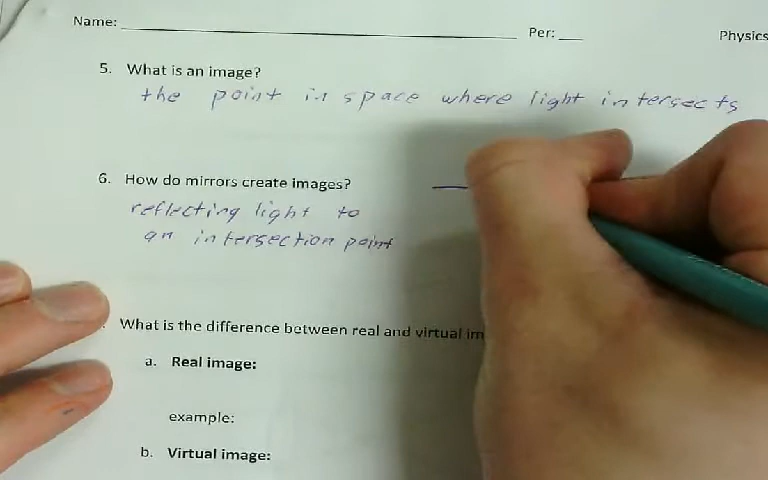 Name: Per: Physics
5. What is an image?
the point in space where light intersects
6. How do mirrors create images?
reflecting light to
an intersection point
What is the difference between real and virtual im
a. Real image:
example:
b. Virtual image: